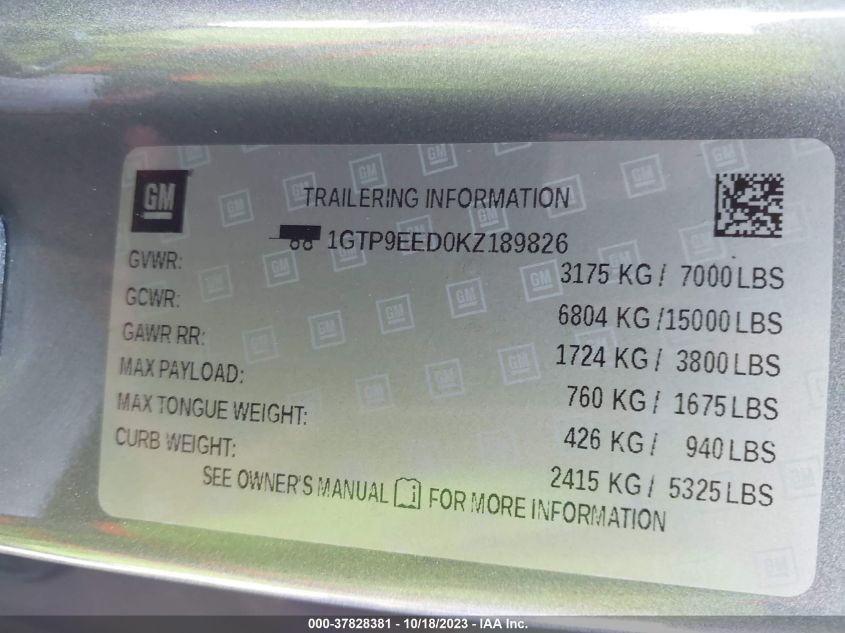 GM
TRAILERING INFORMATION
1GTP9EED0KZ189826
GVWR: 3175 KG / 7000 LBS
GCWR: 6804 KG /15000 LBS
GAWR RR: 1724 KG / 3800 LBS
MAX PAYLOAD: 760 KG / 1675 LBS
MAX TONGUE WEIGHT: 426 KG / 940 LBS
CURB WEIGHT: 2415 KG / 5325 LBS
SEE OWNER'S MANUAL i FOR MORE INFORMATION
000-37828381 - 10/18/2023 - IAA Inc.